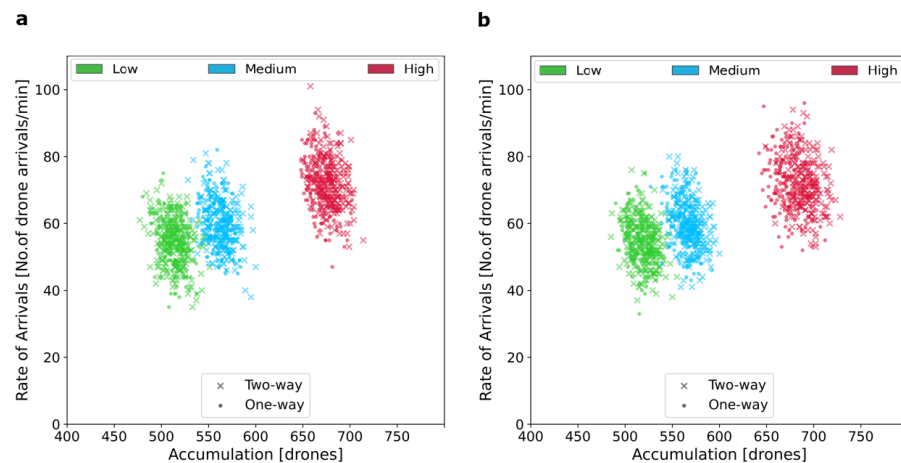 a
Low Medium High
Rate of Arrivals [No.of drone arrivals/min]
100
80
60
40
20
0
Two-way
One-way
400 450 500 550 600 650 700 750
Accumulation [drones]
b
Low Medium High
Rate of Arrivals [No.of drone arrivals/min]
100
80
60
40
20
0
Two-way
One-way
400 450 500 550 600 650 700 750
Accumulation [drones]